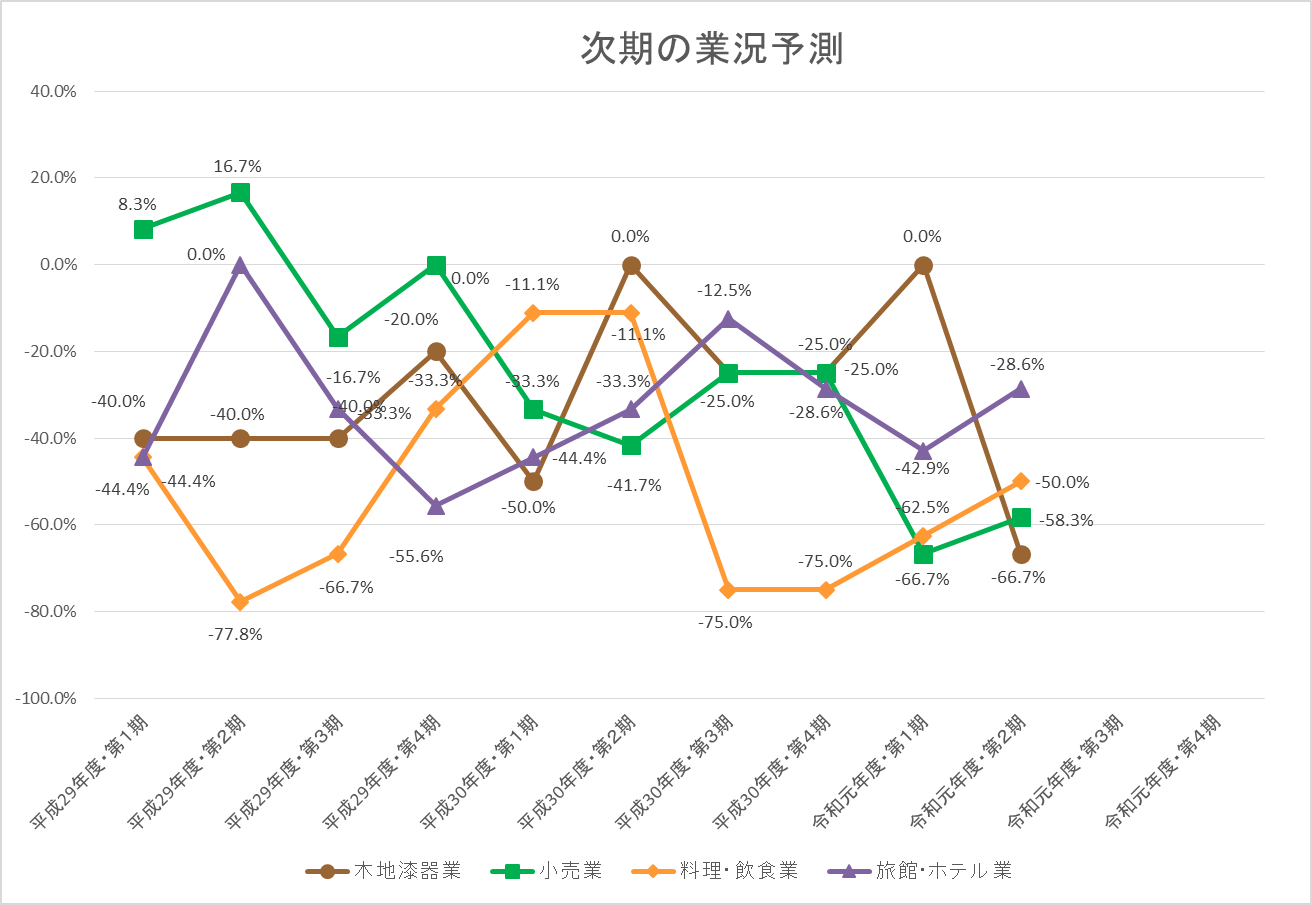 次期の業況予測
40.0%
20.0%
0.0%
-20.0%
-40.0%
-60.0%
-80.0%
-100.0%
8.3%
16.7%
0.0%
0.0%
-20.0%
-16.7%
-40.0%
-33.3%
-33.3%
-40.0%
-40.0%
-44.4%
-44.4%
-77.8%
-66.7%
-55.6%
-11.1%
-33.3%
-44.4%
-50.0%
0.0%
-11.1%
-33.3%
-41.7%
-12.5%
-25.0%
-75.0%
-25.0%
-25.0%
-28.6%
-75.0%
0.0%
-42.9%
-62.5%
-66.7%
-28.6%
-50.0%
-58.3%
-66.7%
平成29年度・第1期
平成29年度・第2期
平成29年度・第3期
平成29年度・第4期
平成30年度・第1期
平成30年度・第2期
平成30年度・第3期
平成30年度・第4期
令和元年度・第1期
令和元年度・第2期
令和元年度・第3期
令和元年度・第4期
木地漆器業
小売業
料理・飲食業
旅館・ホテル業